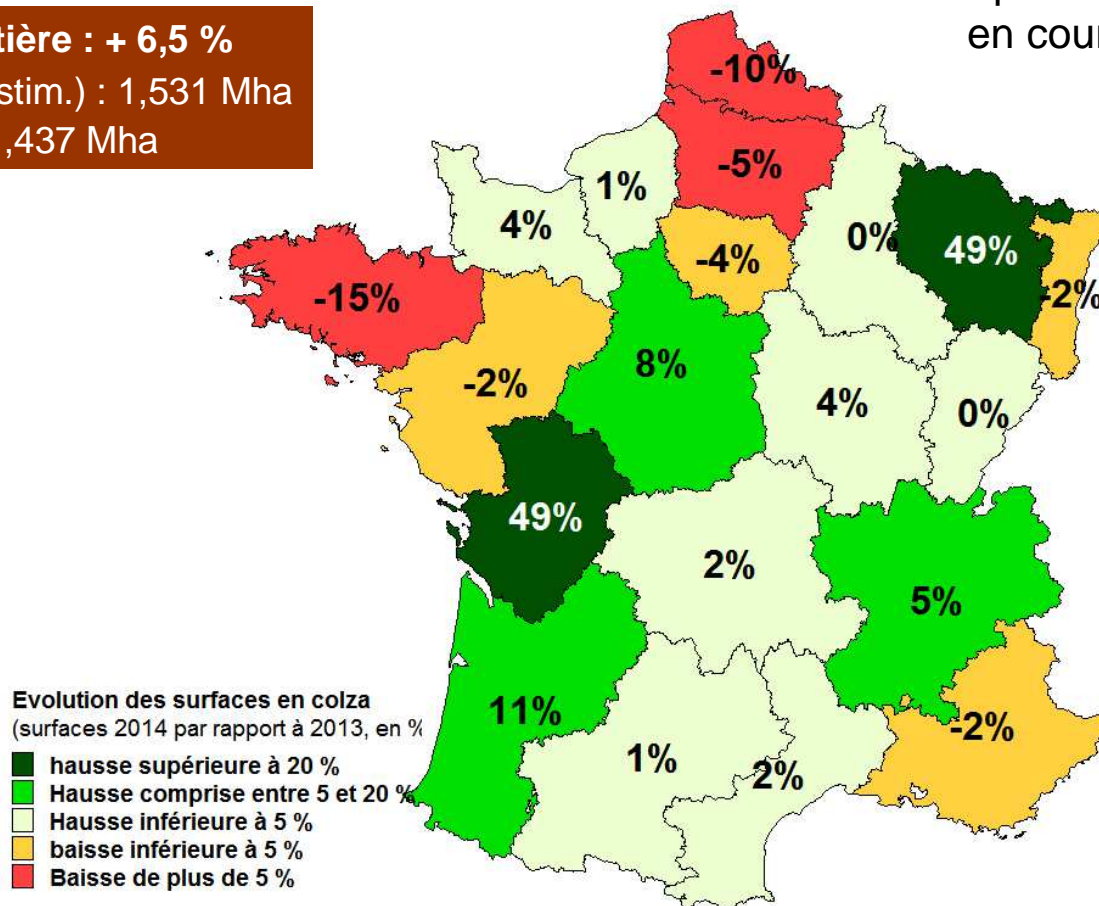 tière : + 6,5 %
stim.) : 1,531 Mha
,437 Mha
en cour
-10%
-5%
1%
4%
-4%
0%
49%
-2%
-15%
-2%
8%
4%
0%
49%
2%
5%
11%
1%
2%
-2%
Evolution des surfaces en colza
(surfaces 2014 par rapport à 2013, en %
hausse supérieure à 20 %
Hausse comprise entre 5 et 20 %
Hausse inférieure à 5 %
baisse inférieure à 5 %
Baisse de plus de 5 %